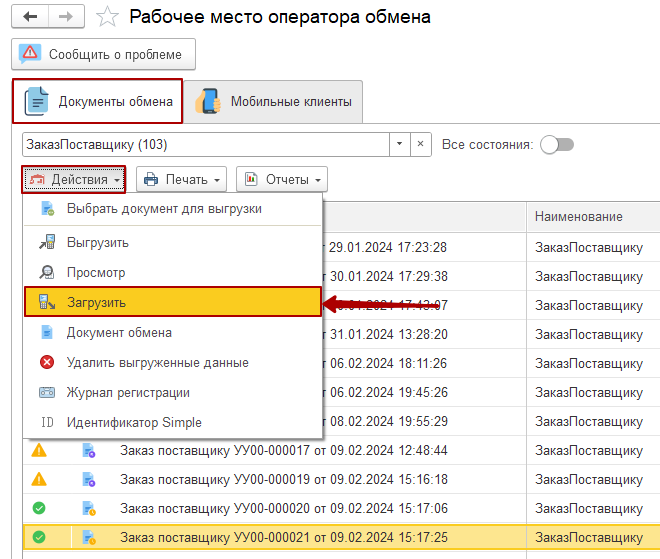 Рабочее место оператора обмена
Сообщить о проблеме
Документы обмена
Мобильные клиенты
ЗаказПоставщику (103)
Все состояния:
Действия
Печать
Отчеты
Выбрать документ для выгрузки
Наименование
Выгрузить
29.01.2024 17:23:28 ЗаказПоставщику
Просмотр
30.01.2024 17:29:38 ЗаказПоставщику
Загрузить
ЗаказПоставщику
Документ обмена
31.01.2024 13:28:20 ЗаказПоставщику
Удалить выгруженные данные
06.02.2024 18:11:26 ЗаказПоставщику
Журнал регистрации
06.02.2024 19:45:26 ЗаказПоставщику
ID Идентификатор Simple
08.02.2024 19:55:29 ЗаказПоставщику
Заказ поставщику УУ00-000017 от 09.02.2024 12:48:44 ЗаказПоставщику
Заказ поставщику УУ00-000019 от 09.02.2024 15:16:18 ЗаказПоставщику
Заказ поставщику УУ00-000020 от 09.02.2024 15:17:06 ЗаказПоставщику
Заказ поставщику УУ00-000021 от 09.02.2024 15:17:25 ЗаказПоставщику